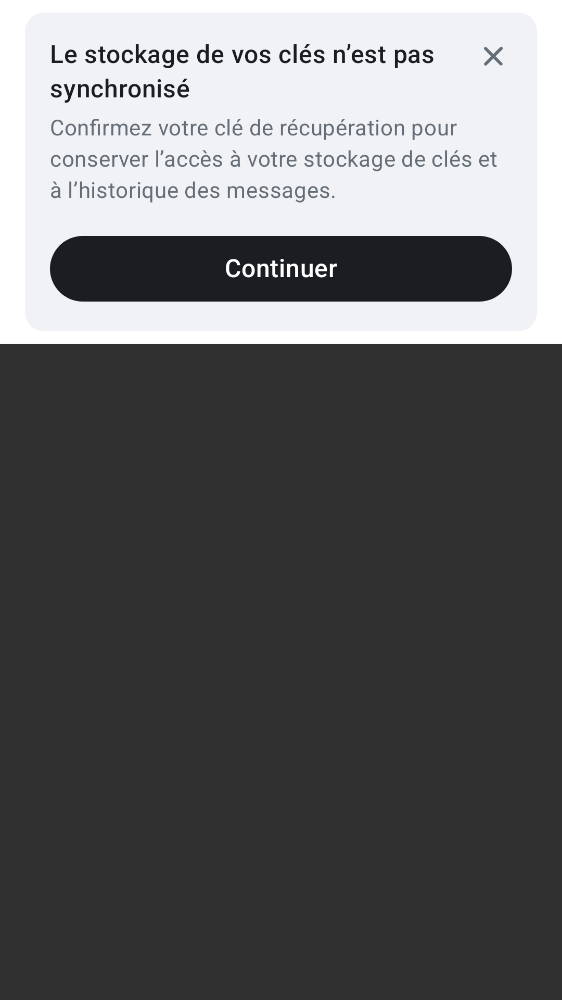 Le stockage de vos clés n’est pas
synchronisé
Confirmez votre clé de récupération pour
conserver l’accès à votre stockage de clés et
à l’historique des messages.
Continuer